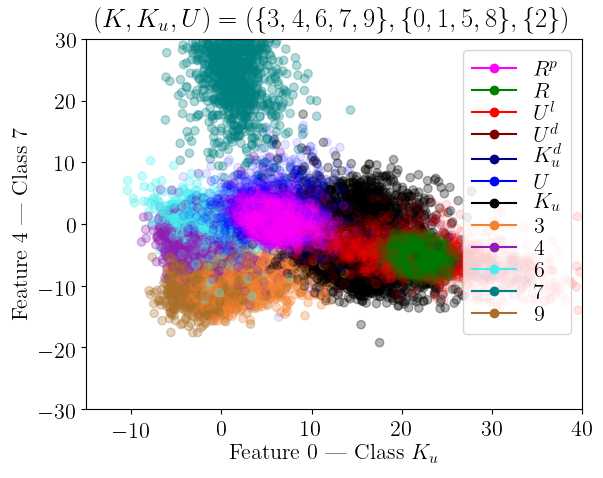 (K, K_u, U) = ({3, 4, 6, 7, 9}, {0, 1, 5, 8}, {2})
30
20
10
0
−10
−20
−30
Feature 4 — Class 7
R^p
R
U^l
U^d
K_u^d
U
K_u
3
4
6
7
9
−10
0
10
20
30
40
Feature 0 — Class K_u